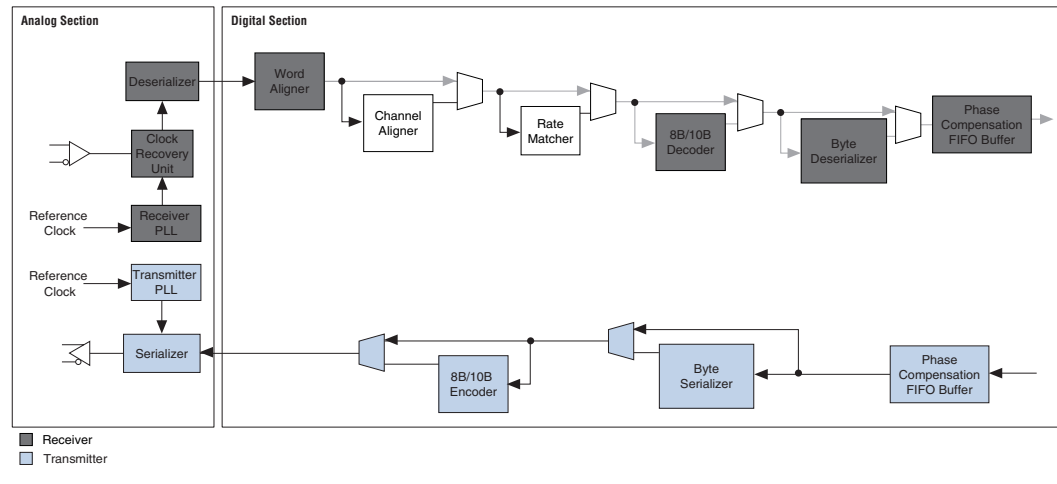 Analog Section
Digital Section
Deserializer
Word
Aligner
Channel
Aligner
Rate
Matcher
8B/10B
Decoder
Byte
Deserializer
Phase
Compensation
FIFO Buffer
Clock
Recovery
Unit
Reference
Clock
Receiver
PLL
Reference
Clock
Transmitter
PLL
Serializer
8B/10B
Encoder
Byte
Serializer
Phase
Compensation
FIFO Buffer
Receiver
Transmitter